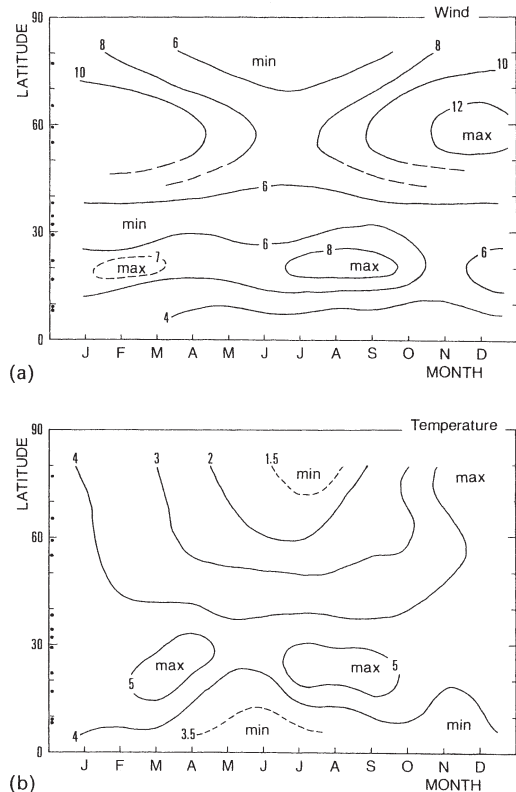 Wind
90
60
30
0
LATITUDE
8
6
6
8
10
10
12
min
max
6
min
6
7
max
8
max
6
4
J F M A M J J A S O N D
(a)
MONTH
Temperature
90
60
30
0
LATITUDE
4
3
2
1.5
min
max
max
5
max
5
4
3.5
min
min
J F M A M J J A S O N D
(b)
MONTH